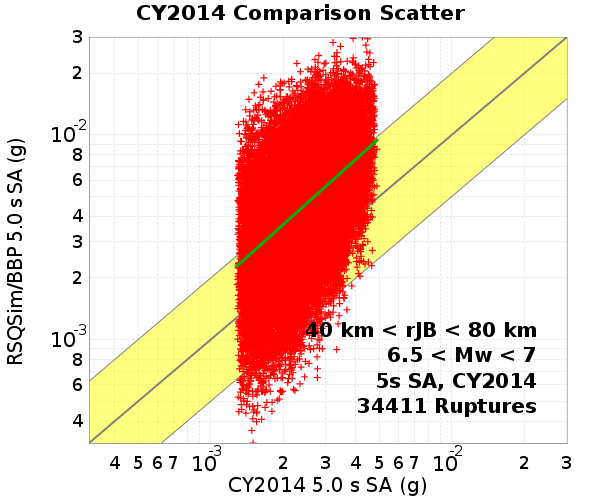 CY2014 Comparison Scatter
3
2
10-2
8
6
4
3
2
10-3
8
6
4
RSQSim/BBP 5.0 s SA (g)
40 km < rJB < 80 km
6.5 < Mw < 7
5s SA, CY2014
34411 Ruptures
4 5 6 7 10-3 2 3 4 5 6 7 10-2 2 3
CY2014 5.0 s SA (g)